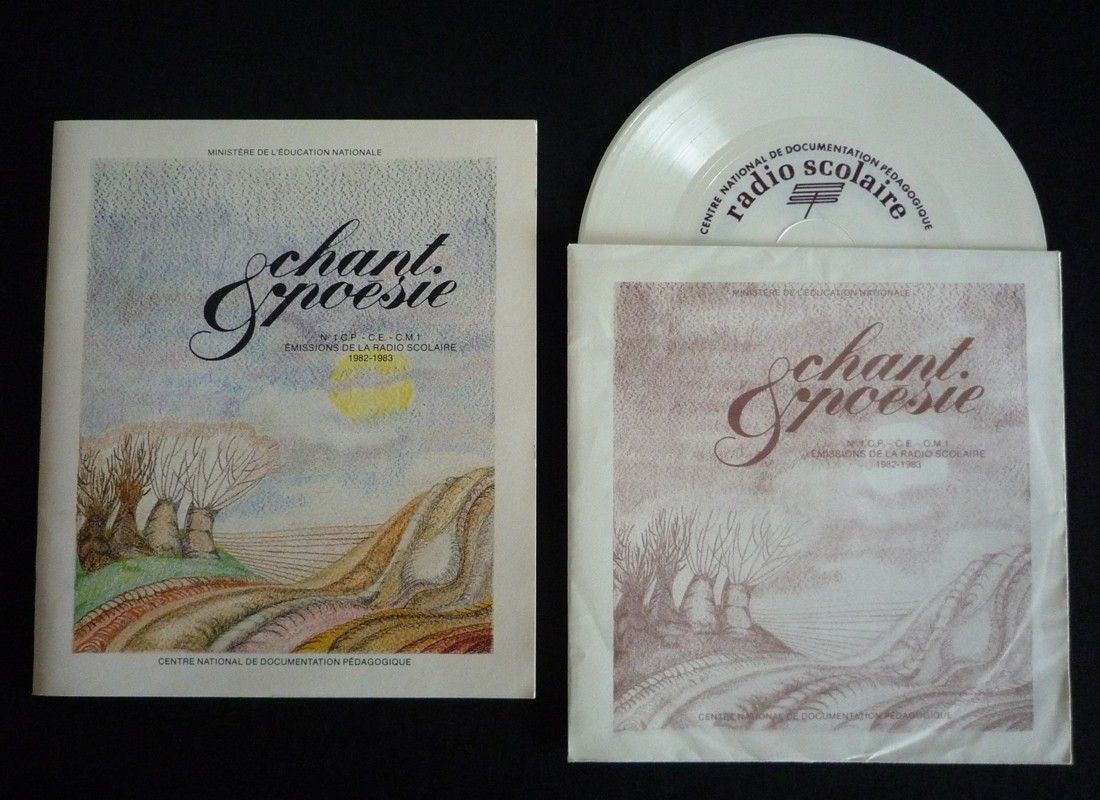 MINISTÈRE DE L'ÉDUCATION NATIONALE
chant.
&poésie
N° 1 C.P. - C.E. - C.M 1
ÉMISSIONS DE LA RADIO SCOLAIRE
1982-1983
CENTRE NATIONAL DE DOCUMENTATION PÉDAGOGIQUE
CENTRE NATIONAL DE DOCUMENTATION PÉDAGOGIQUE
radio scolaire
MINISTÈRE DE L'ÉDUCATION NATIONALE
chant.
&poésie
N° 1 C.P. - C.E. - C.M 1
ÉMISSIONS DE LA RADIO SCOLAIRE
1982-1983
CENTRE NATIONAL DE DOCUMENTATION PÉDAGOGIQUE